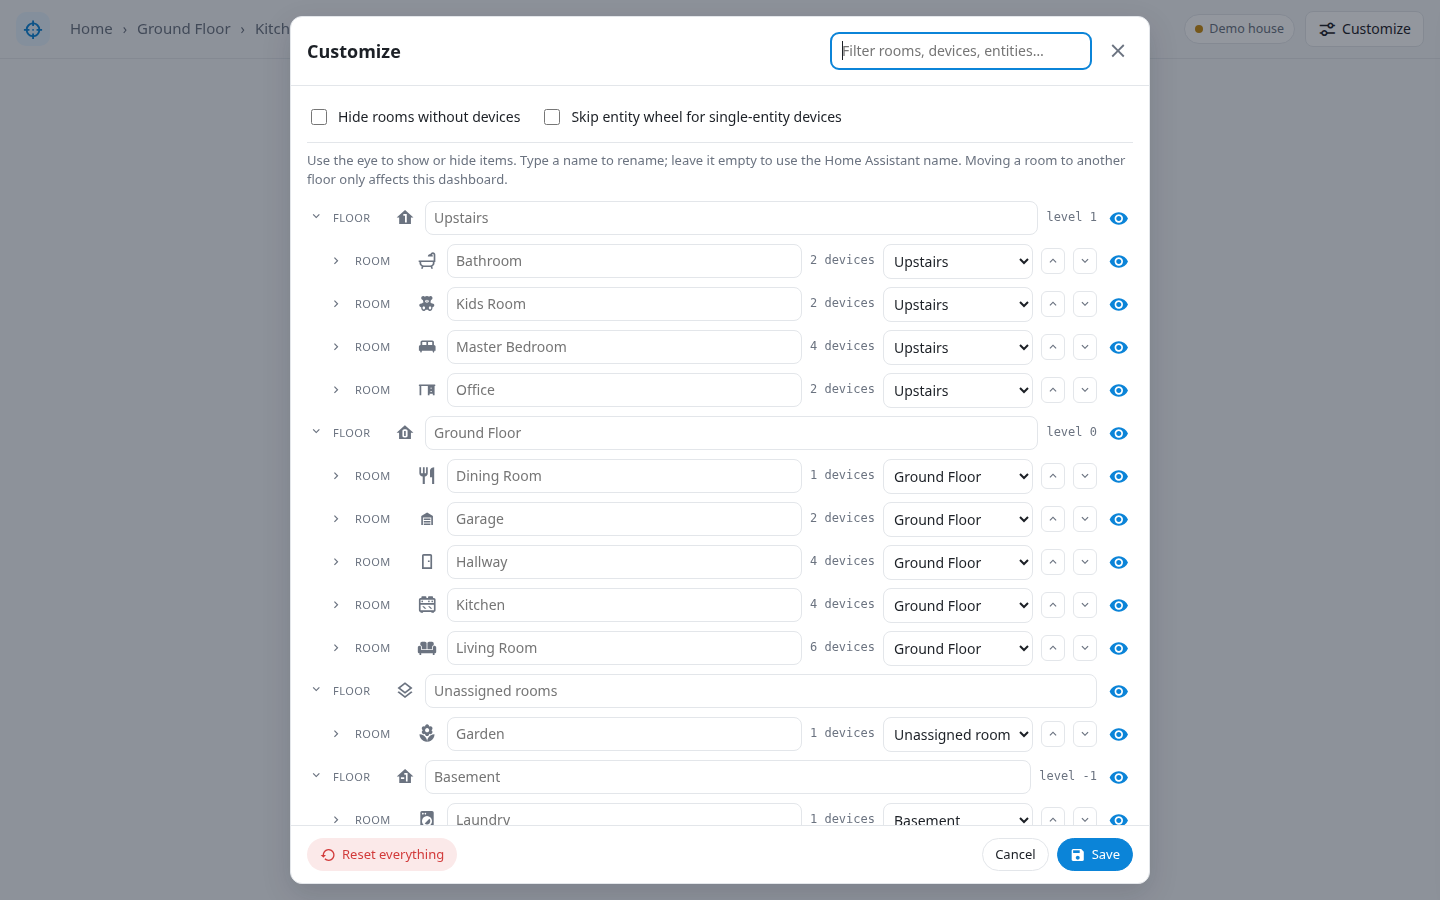 Home › Ground Floor › Kitch
Customize
Filter rooms, devices, entities...
Demo house
Customize
Hide rooms without devices
Skip entity wheel for single-entity devices
Use the eye to show or hide items. Type a name to rename; leave it empty to use the Home Assistant name. Moving a room to another
floor only affects this dashboard.
FLOOR 1 Upstairs level 1
ROOM Bathroom 2 devices Upstairs
ROOM Kids Room 2 devices Upstairs
ROOM Master Bedroom 4 devices Upstairs
ROOM Office 2 devices Upstairs
FLOOR 0 Ground Floor level 0
ROOM Dining Room 1 devices Ground Floor
ROOM Garage 2 devices Ground Floor
ROOM Hallway 4 devices Ground Floor
ROOM Kitchen 4 devices Ground Floor
ROOM Living Room 6 devices Ground Floor
FLOOR Unassigned rooms
ROOM Garden 1 devices Unassigned room
FLOOR -1 Basement level -1
ROOM Laundry 1 devices Basement
Reset everything
Cancel
Save